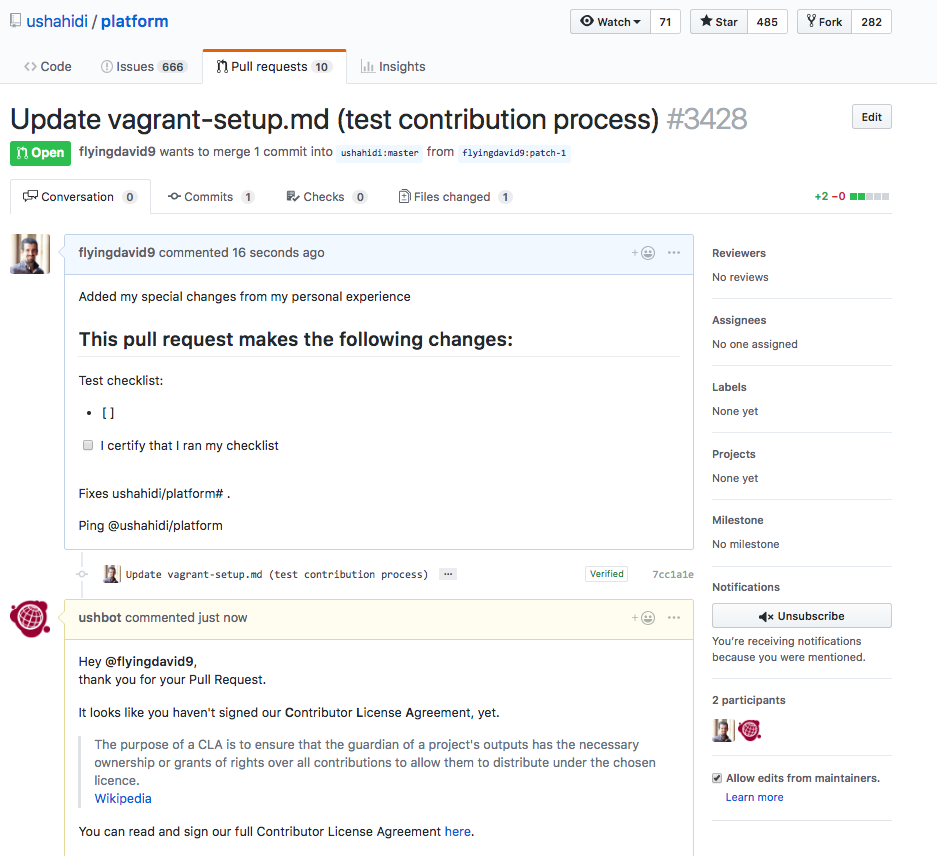 ushahidi / platform
Watch 71 Star 485 Fork 282
Code Issues 666 Pull requests 10 Insights
Update vagrant-setup.md (test contribution process) #3428
Edit
Open flyingdavid9 wants to merge 1 commit into ushahidi:master from flyingdavid9:patch-1
Conversation 0 Commits 1 Checks 0 Files changed 1 +2 −0
flyingdavid9 commented 16 seconds ago
Added my special changes from my personal experience
This pull request makes the following changes:
Test checklist:
• [ ]
I certify that I ran my checklist
Fixes ushahidi/platform# .
Ping @ushahidi/platform
Update vagrant-setup.md (test contribution process) ... Verified 7cc1a1e
ushbot commented just now
Hey @flyingdavid9,
thank you for your Pull Request.
It looks like you haven't signed our Contributor License Agreement, yet.
The purpose of a CLA is to ensure that the guardian of a project's outputs has the necessary
ownership or grants of rights over all contributions to allow them to distribute under the chosen
licence.
Wikipedia
You can read and sign our full Contributor License Agreement here.
Reviewers
No reviews
Assignees
No one assigned
Labels
None yet
Projects
None yet
Milestone
No milestone
Notifications
Unsubscribe
You're receiving notifications
because you were mentioned.
2 participants
Allow edits from maintainers.
Learn more